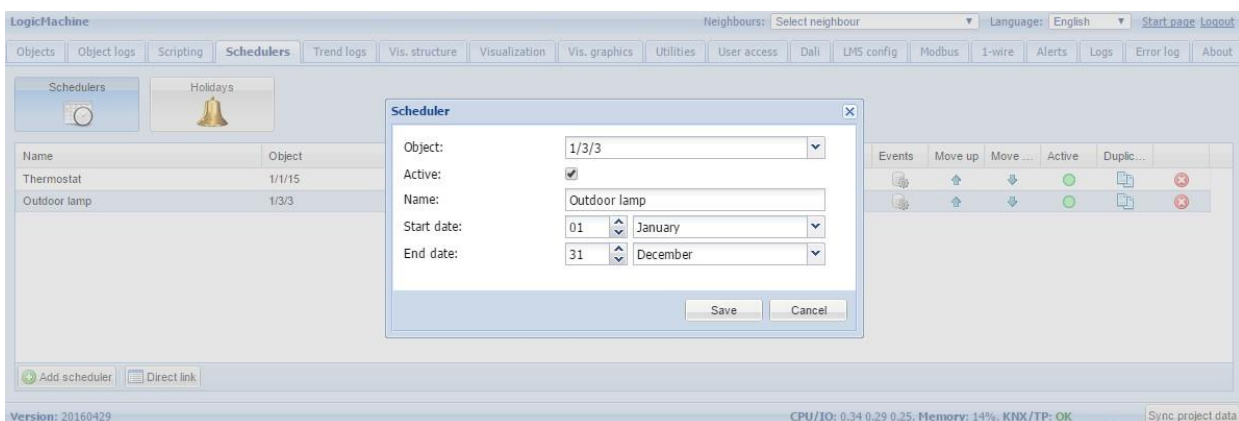 LogicMachine Neighbours: Select neighbour Language: English Start page Logout
Objects Object logs Scripting Schedulers Trend logs Vis. structure Visualization Vis. graphics Utilities User access Dali LMS config Modbus 1-wire Alerts Logs Error log About
Schedulers Holidays
Scheduler
Object: 1/3/3
Active:
Name: Outdoor lamp
Start date: 01 January
End date: 31 December
Save Cancel
Name Object Events Move up Move ... Active Duplic...
Thermostat 1/1/15
Outdoor lamp 1/3/3
Add scheduler Direct link
Version: 20160429 CPU/IO: 0.34 0.29 0.25, Memory: 14%, KNX/TP: OK Sync project data